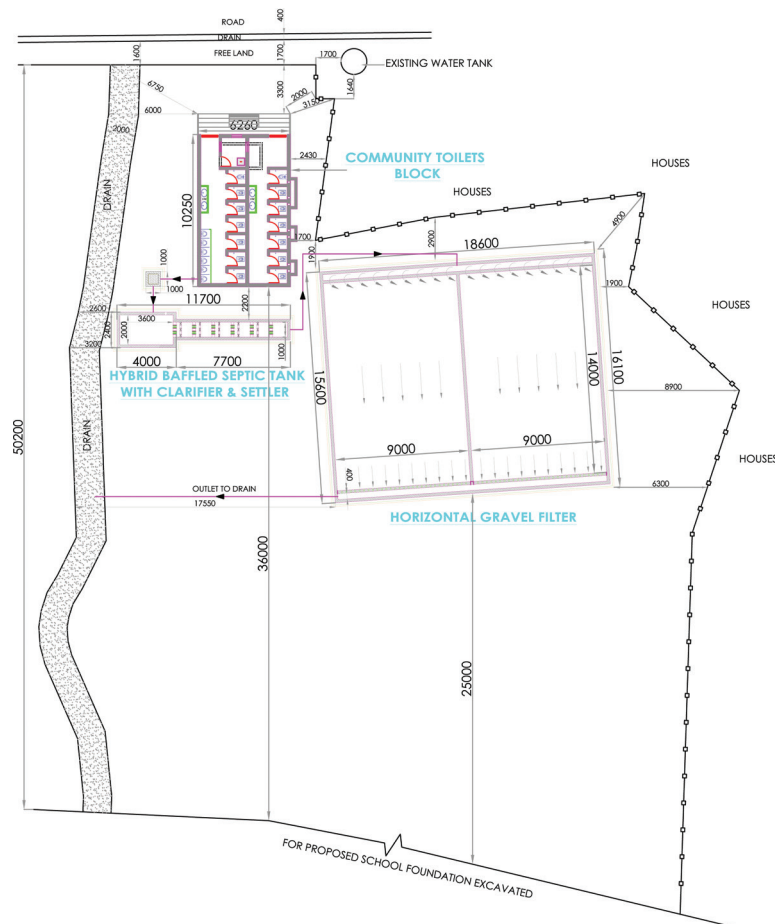 ROAD
400
DRAIN
FREE LAND
1600
1700
1700
EXISTING WATER TANK
1640
6750
3300
2000
3150
6000
6260
2000
2430
COMMUNITY TOILETS
BLOCK
HOUSES
HOUSES
DRAIN
10250
4900
1700
1900
2900
18600
1000
1000
11700
2200
1900
2600
3600
2400
2000
1000
3200
4000
7700
HOUSES
HYBRID BAFFLED SEPTIC TANK
WITH CLARIFIER & SETTLER
15600
14000
16100
8900
50200
DRAIN
9000
9000
HOUSES
400
OUTLET TO DRAIN
17550
6300
HORIZONTAL GRAVEL FILTER
36000
25000
FOR PROPOSED SCHOOL FOUNDATION EXCAVATED